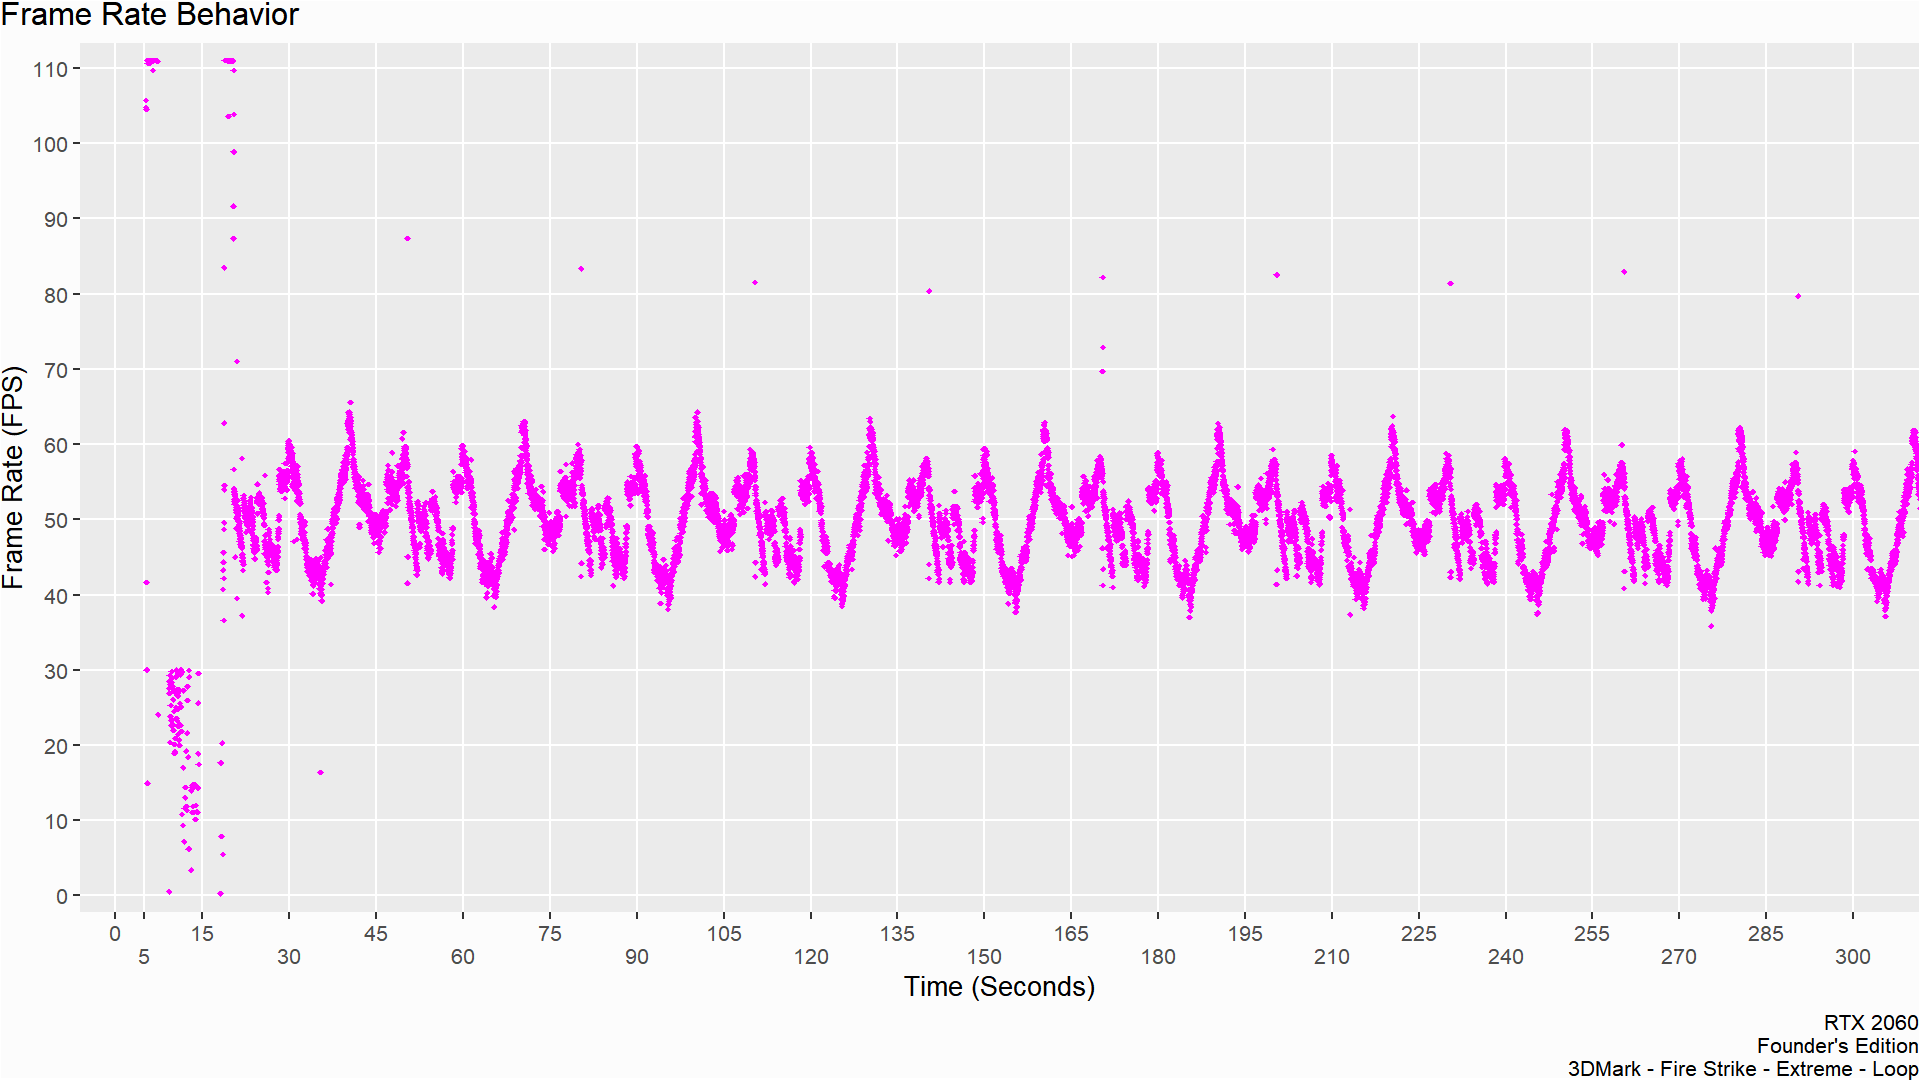 Frame Rate Behavior
Frame Rate (FPS)
110
100
90
80
70
60
50
40
30
20
10
0
0 15 45 75 105 135 165 195 225 255 285
5 30 60 90 120 150 180 210 240 270 300
Time (Seconds)
RTX 2060
Founder's Edition
3DMark - Fire Strike - Extreme - Loop